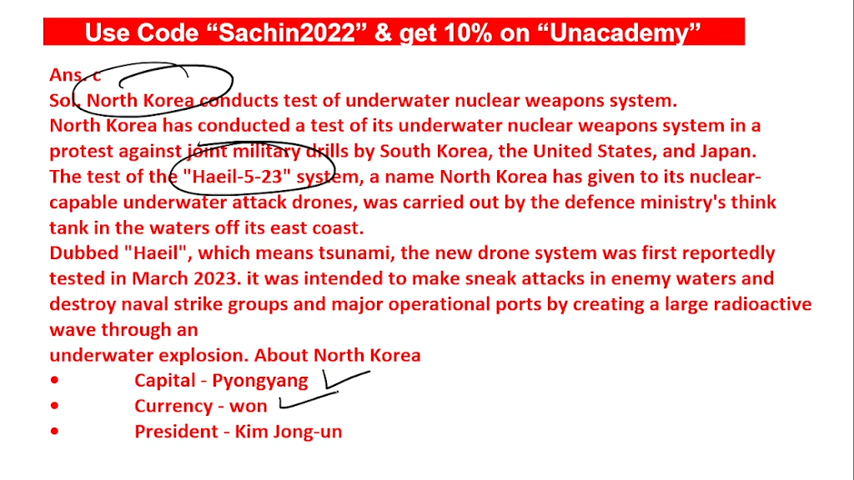 Use Code “Sachin2022” & get 10% on “Unacademy”
Ans. c
Sol. North Korea conducts test of underwater nuclear weapons system.
North Korea has conducted a test of its underwater nuclear weapons system in a
protest against joint military drills by South Korea, the United States, and Japan.
The test of the "Haeil-5-23" system, a name North Korea has given to its nuclear-
capable underwater attack drones, was carried out by the defence ministry's think
tank in the waters off its east coast.
Dubbed "Haeil", which means tsunami, the new drone system was first reportedly
tested in March 2023. it was intended to make sneak attacks in enemy waters and
destroy naval strike groups and major operational ports by creating a large radioactive
wave through an
underwater explosion. About North Korea
• Capital - Pyongyang
• Currency - won
• President - Kim Jong-un